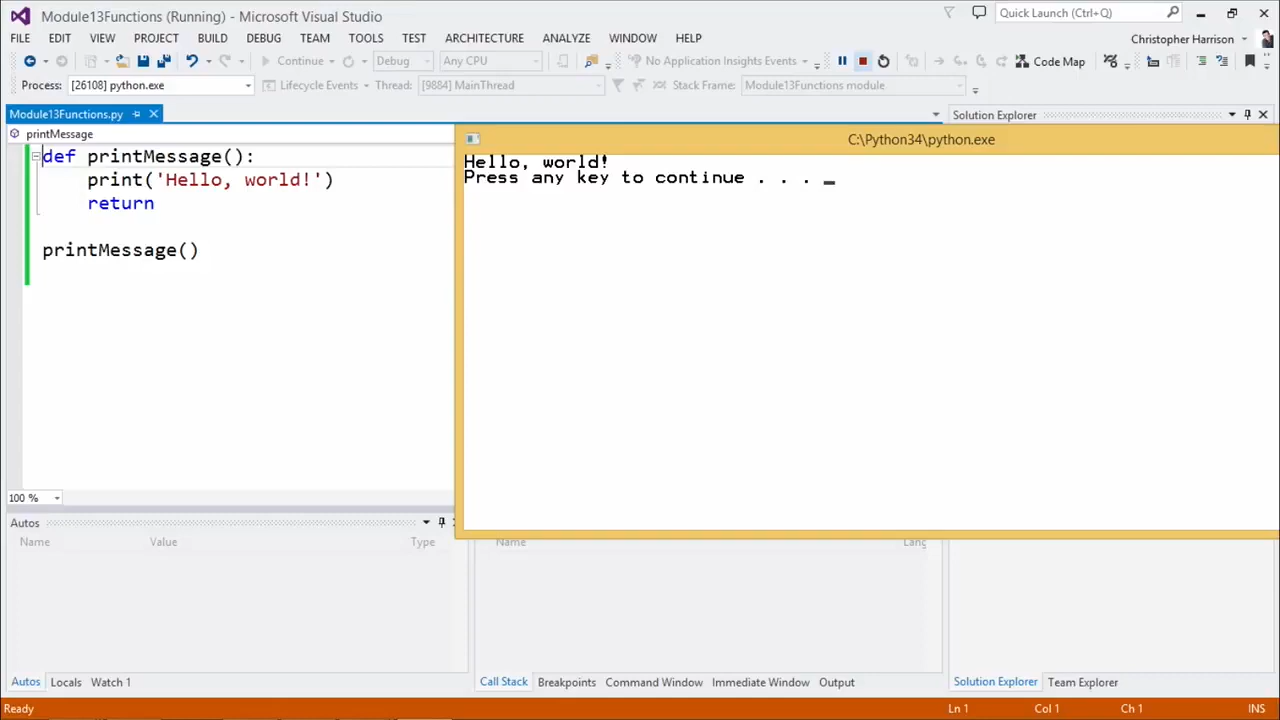 Module13Functions (Running) - Microsoft Visual Studio
Quick Launch (Ctrl+Q)
FILE EDIT VIEW PROJECT BUILD DEBUG TEAM TOOLS TEST ARCHITECTURE ANALYZE WINDOW HELP
Christopher Harrison
Continue Debug Any CPU No Application Insights Events Code Map
Process: [26108] python.exe Lifecycle Events Thread: [9884] MainThread Stack Frame: Module13Functions module
Module13Functions.py
Solution Explorer
printMessage
C:\Python34\python.exe
def printMessage():
print('Hello, world!')
return
printMessage()
Hello, world!
Press any key to continue . . . _
100 %
Autos
Name Value Type
Name Lang
Autos Locals Watch 1
Call Stack Breakpoints Command Window Immediate Window Output
Solution Explorer Team Explorer
Ready Ln 1 Col 1 Ch 1 INS